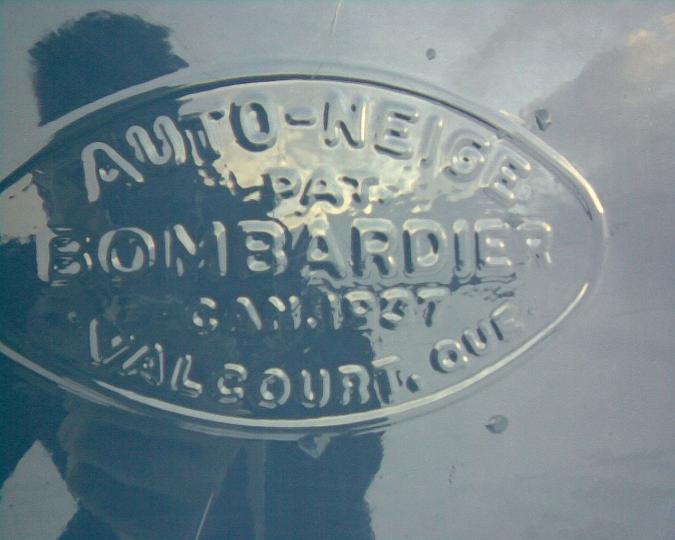 AUTO-NEIGE
PAT.
BOMBARDIER
CAN. 1937
VALCOURT, QUE.